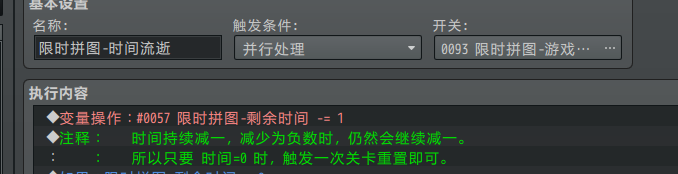 基本设置
名称: 触发条件: 开关:
限时拼图-时间流逝 并行处理 0093 限时拼图-游戏… …
执行内容
◆变量操作：#0057 限时拼图-剩余时间 -= 1
◆注释： 时间持续减一，减少为负数时，仍然会继续减一。
： ： 所以只要 时间=0 时，触发一次关卡重置即可。